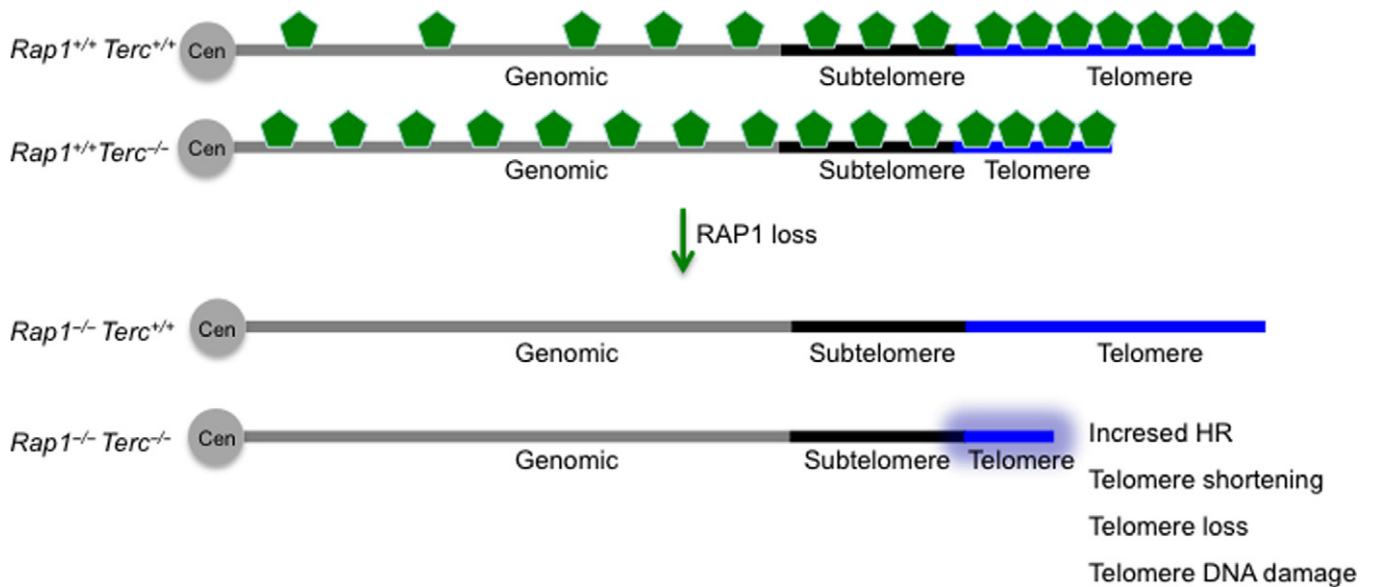 Rap1+/+ Terc+/+ Cen
Genomic Subtelomere Telomere
Rap1+/+Terc–/– Cen
Genomic Subtelomere Telomere
RAP1 loss
Rap1–/– Terc+/+ Cen
Genomic Subtelomere Telomere
Rap1–/– Terc–/– Cen
Genomic Subtelomere Telomere
Incresed HR
Telomere shortening
Telomere loss
Telomere DNA damage